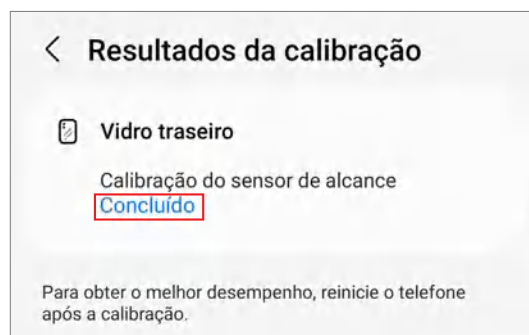 Resultados da calibração
Vidro traseiro
Calibração do sensor de alcance
Concluído
Para obter o melhor desempenho, reinicie o telefone
após a calibração.